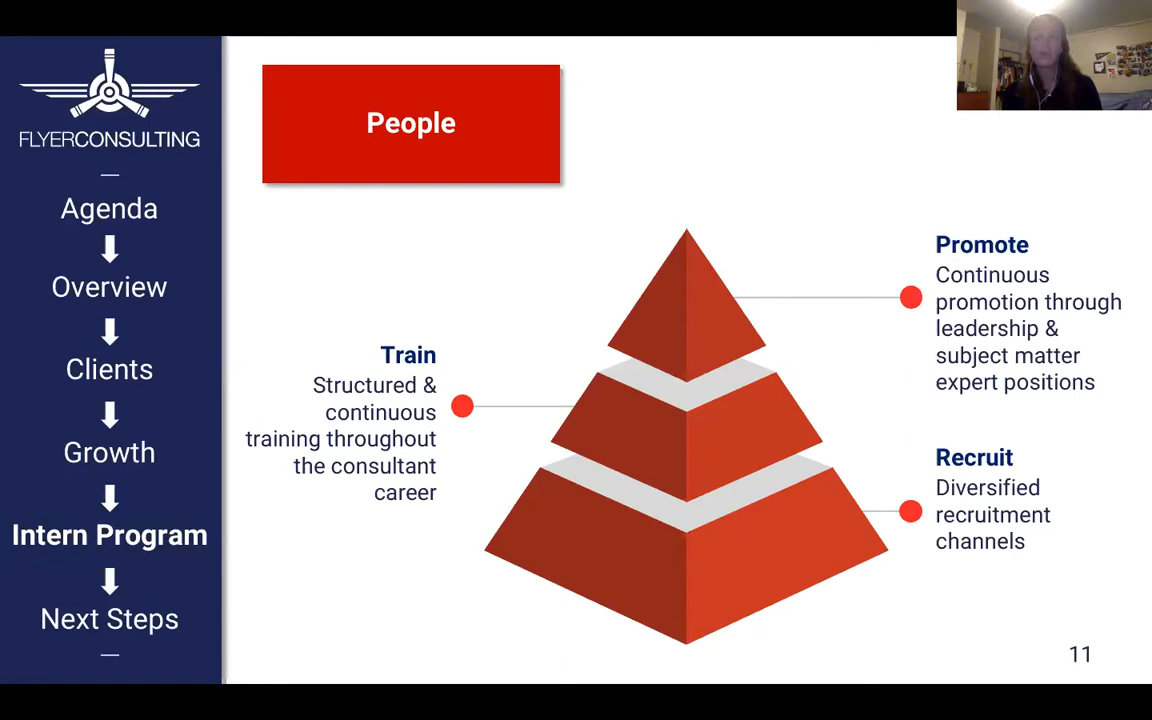 FLYERCONSULTING
Agenda
Overview
Clients
Growth
Intern Program
Next Steps
People
Train
Structured &
continuous
training throughout
the consultant
career
Promote
Continuous
promotion through
leadership &
subject matter
expert positions
Recruit
Diversified
recruitment
channels
11